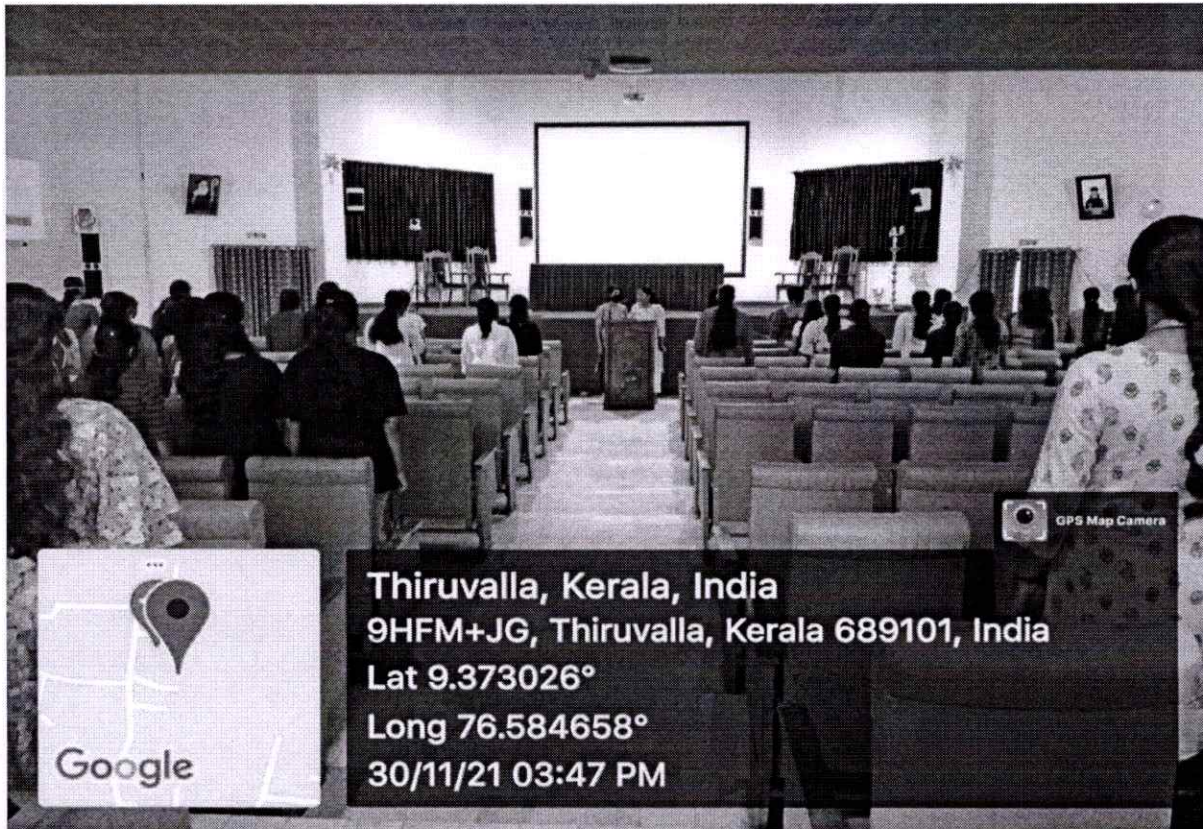 GPS Map Camera
Thiruvalla, Kerala, India
9HFM+JG, Thiruvalla, Kerala 689101, India
Lat 9.373026°
Long 76.584658°
30/11/21 03:47 PM
Google